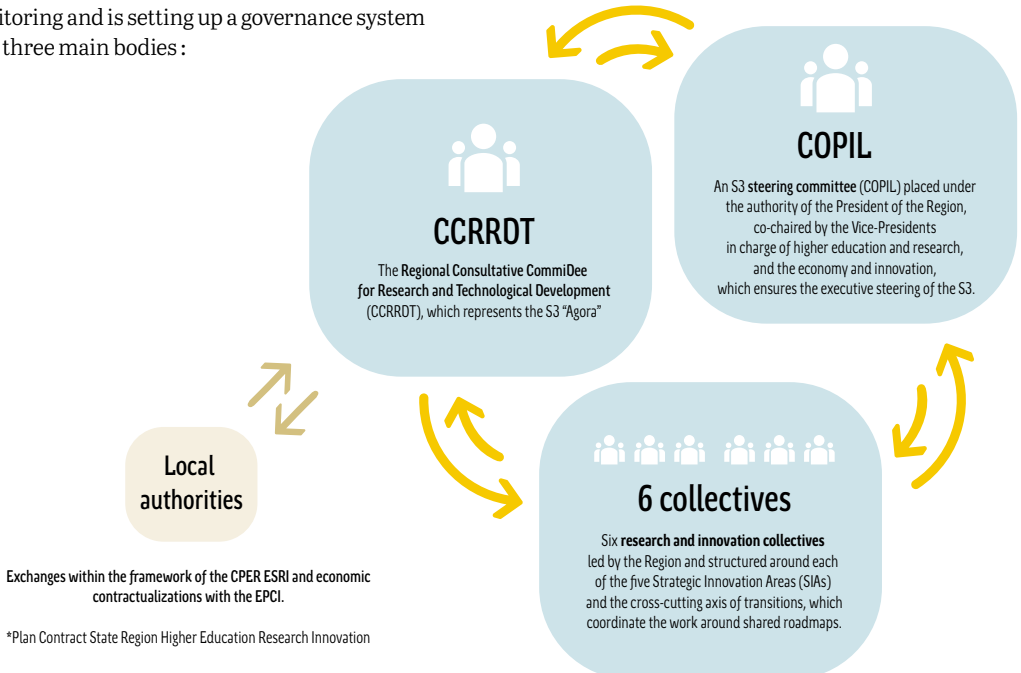 itoring and is setting up a governance system
three main bodies :
COPIL
An S3 steering committee (COPIL) placed under
the authority of the President of the Region,
co-chaired by the Vice-Presidents
in charge of higher education and research,
and the economy and innovation,
which ensures the executive steering of the S3.
CCRRDT
The Regional Consultative CommiDee
for Research and Technological Development
(CCRRDT), which represents the S3 “Agora”
Local
authorities
Exchanges within the framework of the CPER ESRI and economic
contractualizations with the EPCI.
*Plan Contract State Region Higher Education Research Innovation
6 collectives
Six research and innovation collectives
led by the Region and structured around each
of the five Strategic Innovation Areas (SIAs)
and the cross-cutting axis of transitions, which
coordinate the work around shared roadmaps.